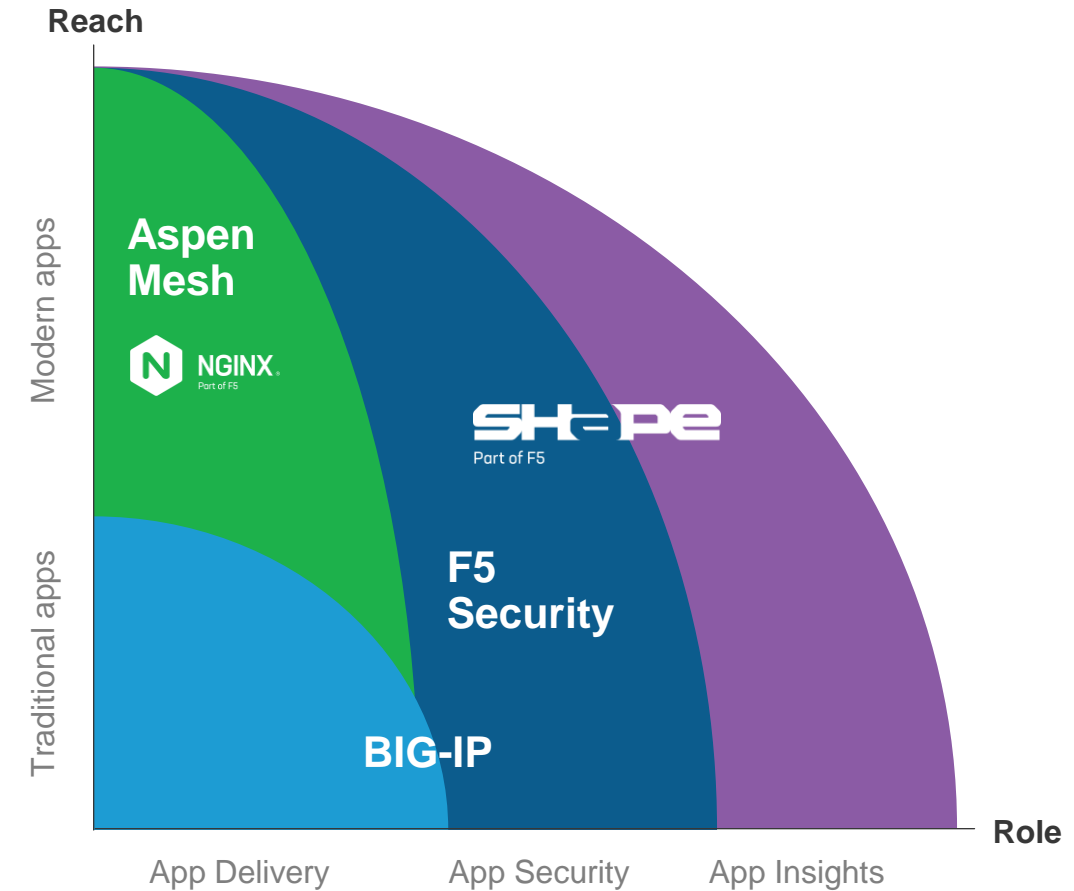 Reach
Modern apps
Traditional apps
Aspen
Mesh
N
NGINX.
Part of F5
SHAPE
Part of F5
F5
Security
BIG-IP
Role
App Delivery
App Security
App Insights